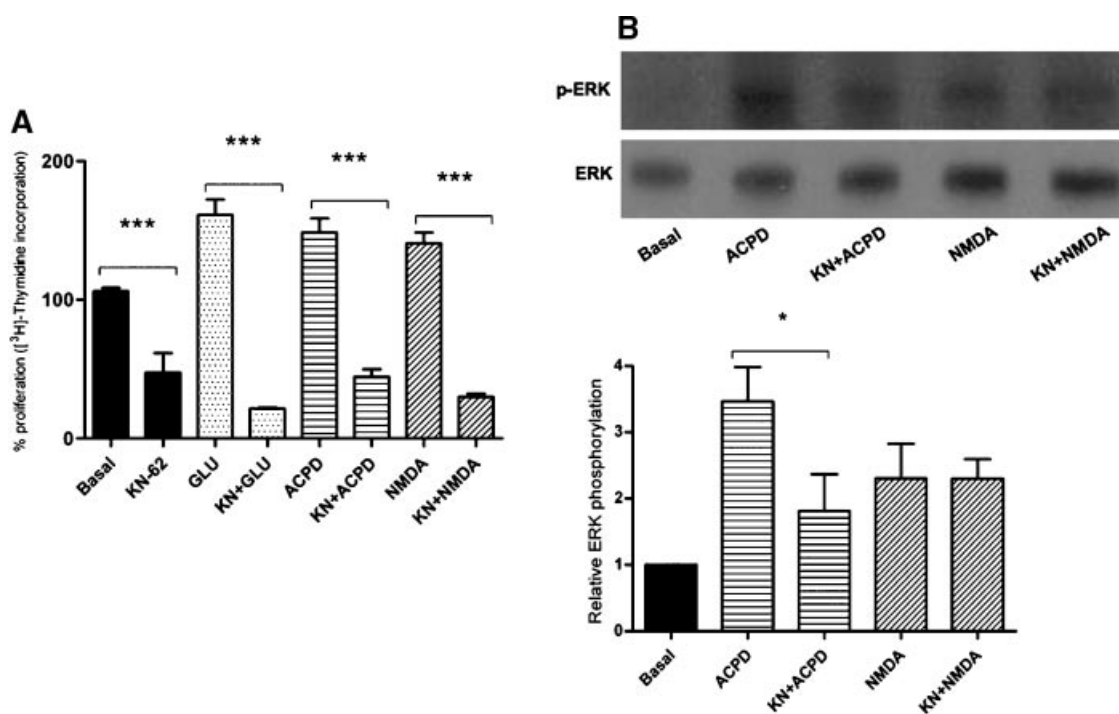 A
% proliferation ([³H]-Thymidine incorporation)
200
100
0
***
***
***
***
Basal
KN-62
GLU
KN+GLU
ACPD
KN+ACPD
NMDA
KN+NMDA
B
p-ERK
ERK
Basal
ACPD
KN+ACPD
NMDA
KN+NMDA
Relative ERK phosphorylation
4
3
2
1
0
*
Basal
ACPD
KN+ACPD
NMDA
KN+NMDA